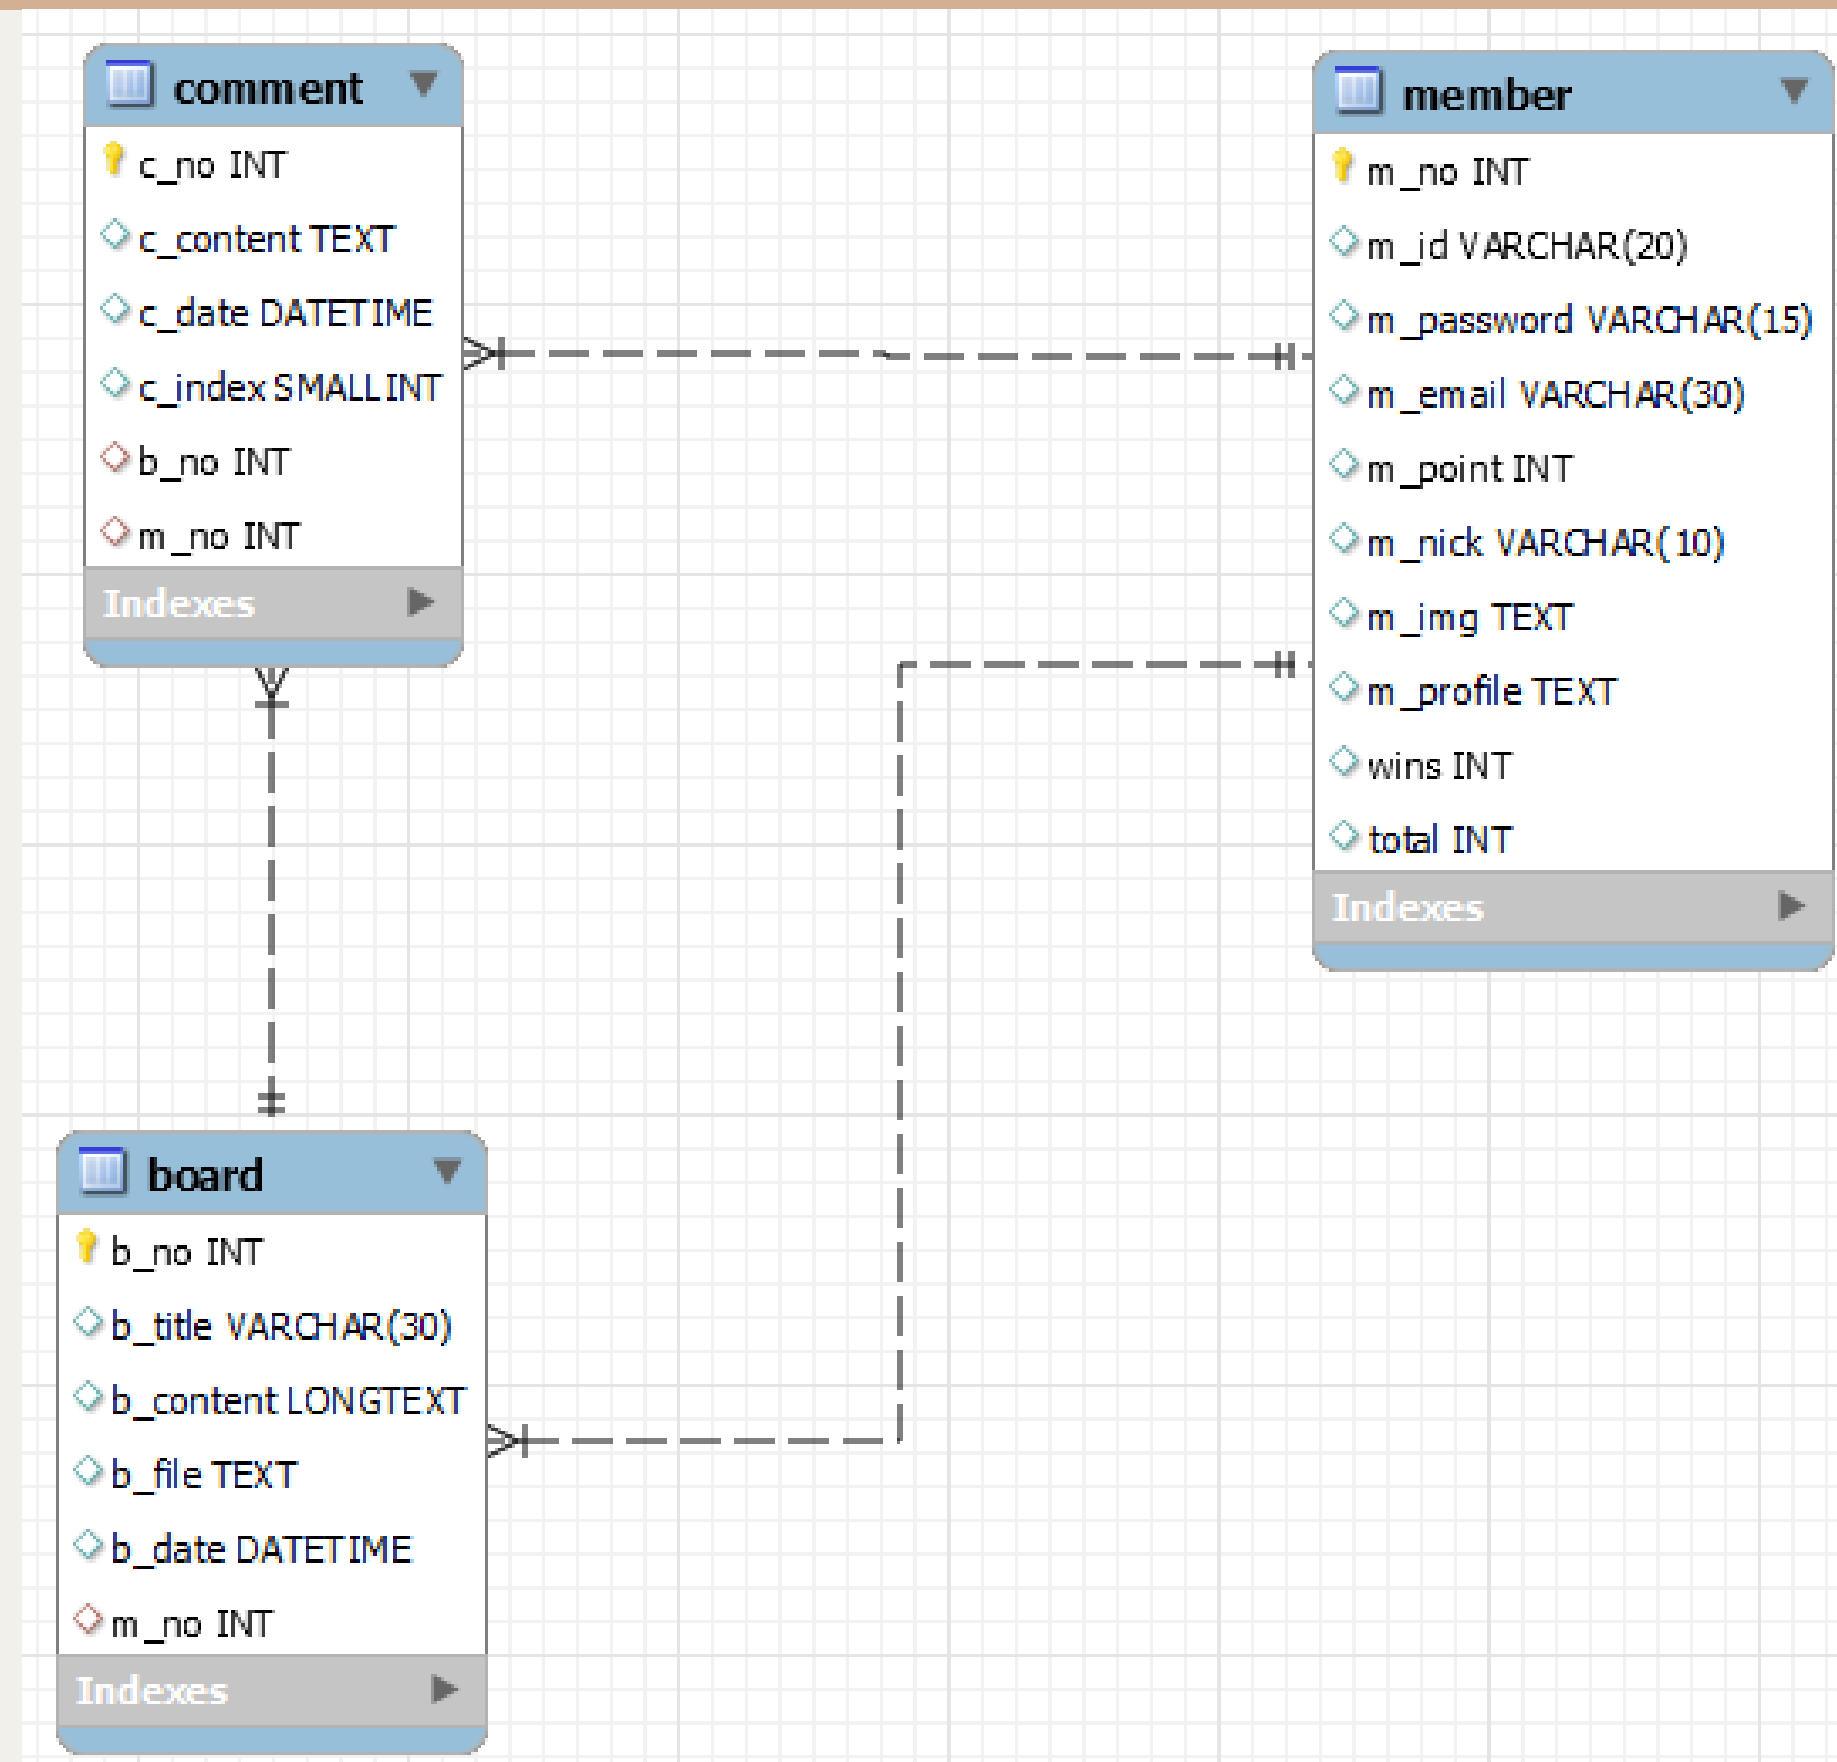 comment
c_no INT
c_content TEXT
c_date DATETIME
c_index SMALLINT
b_no INT
m_no INT
Indexes
member
m_no INT
m_id VARCHAR(20)
m_password VARCHAR(15)
m_email VARCHAR(30)
m_point INT
m_nick VARCHAR(10)
m_img TEXT
m_profile TEXT
wins INT
total INT
Indexes
board
b_no INT
b_title VARCHAR(30)
b_content LONGTEXT
b_file TEXT
b_date DATETIME
m_no INT
Indexes